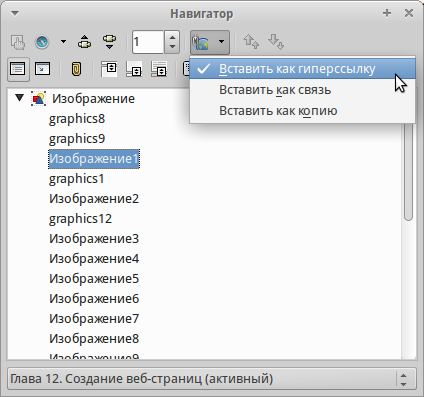 Навигатор
1
Вставить как гиперссылку
Вставить как связь
Вставить как копию
Изображение
graphics8
graphics9
Изображение1
graphics1
Изображение2
graphics12
Изображение3
Изображение4
Изображение5
Изображение6
Изображение7
Изображение8
Изображение9
Глава 12. Создание веб-страниц (активный)